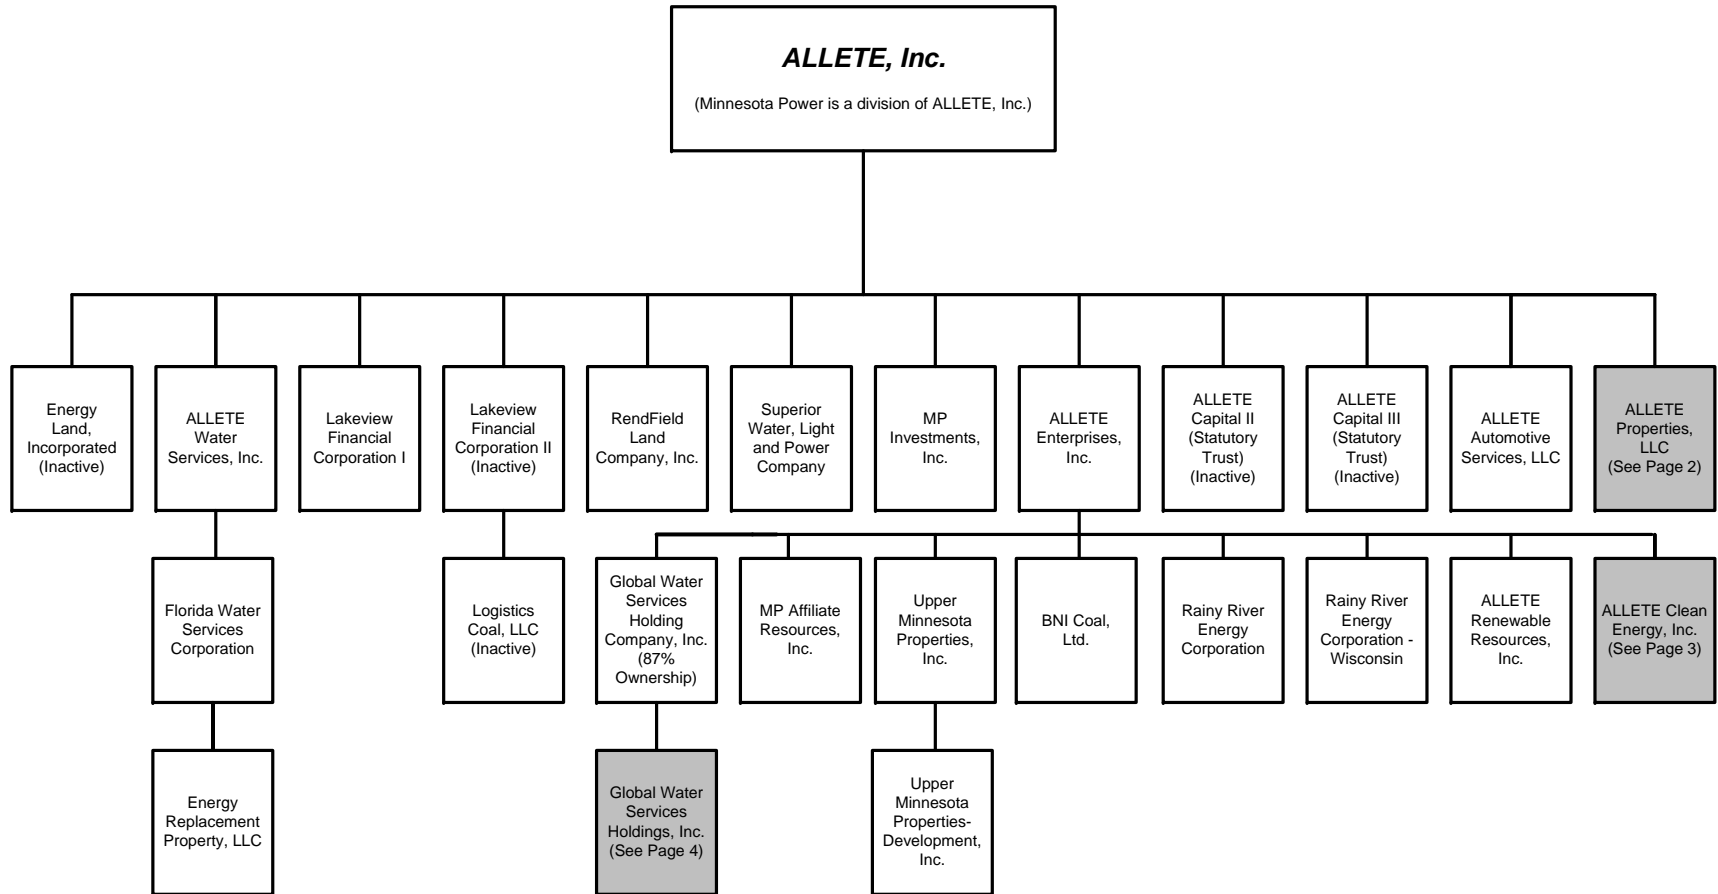 ALLETE, Inc.
(Minnesota Power is a division of ALLETE, Inc.)
Energy
Land,
Incorporated
(Inactive)
ALLETE
Water
Services, Inc.
Lakeview
Financial
Corporation I
Lakeview
Financial
Corporation II
(Inactive)
RendField
Land
Company, Inc.
Superior
Water, Light
and Power
Company
MP
Investments,
Inc.
ALLETE
Enterprises,
Inc.
ALLETE
Capital II
(Statutory
Trust)
(Inactive)
ALLETE
Capital III
(Statutory
Trust)
(Inactive)
ALLETE
Automotive
Services, LLC
ALLETE
Properties,
LLC
(See Page 2)
Florida Water
Services
Corporation
Logistics
Coal, LLC
(Inactive)
Global Water
Services
Holding
Company, Inc.
(87%
Ownership)
MP Affiliate
Resources,
Inc.
Upper
Minnesota
Properties,
Inc.
BNI Coal,
Ltd.
Rainy River
Energy
Corporation
Rainy River
Energy
Corporation -
Wisconsin
ALLETE
Renewable
Resources,
Inc.
ALLETE Clean
Energy, Inc.
(See Page 3)
Energy
Replacement
Property, LLC
Global Water
Services
Holdings, Inc.
(See Page 4)
Upper
Minnesota
Properties-
Development,
Inc.